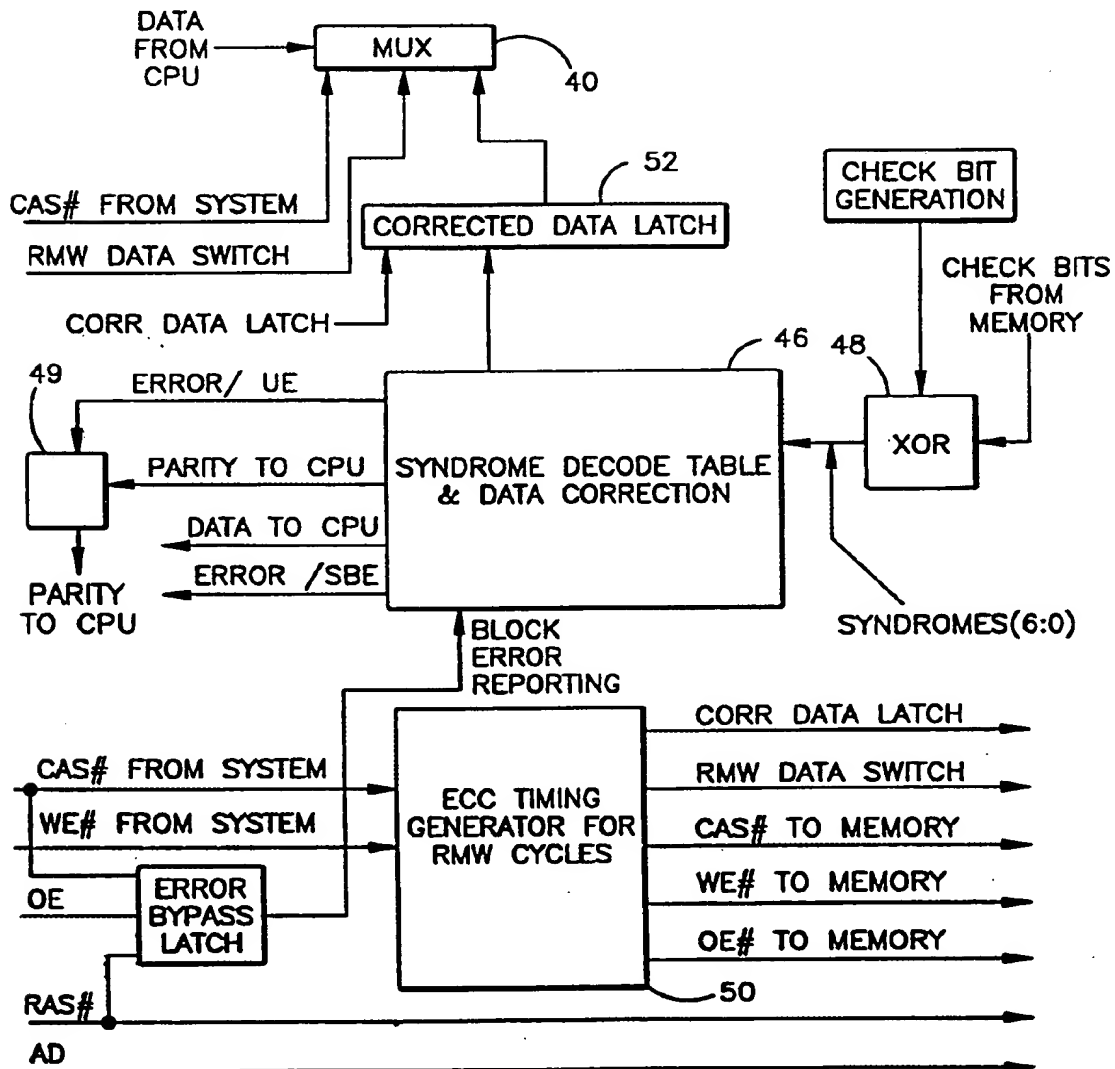 DATA
FROM
CPU
MUX
40
52
CHECK BIT
GENERATION
CAS# FROM SYSTEM
CORRECTED DATA LATCH
RMW DATA SWITCH
CHECK BITS
FROM
MEMORY
CORR DATA LATCH
46
48
49
ERROR/ UE
XOR
PARITY TO CPU
SYNDROME DECODE TABLE
& DATA CORRECTION
DATA TO CPU
ERROR /SBE
PARITY
TO CPU
SYNDROMES(6:0)
BLOCK
ERROR
REPORTING
CORR DATA LATCH
CAS# FROM SYSTEM
RMW DATA SWITCH
ECC TIMING
GENERATOR FOR
RMW CYCLES
WE# FROM SYSTEM
CAS# TO MEMORY
ERROR
BYPASS
LATCH
OE
WE# TO MEMORY
OE# TO MEMORY
50
RAS#
AD